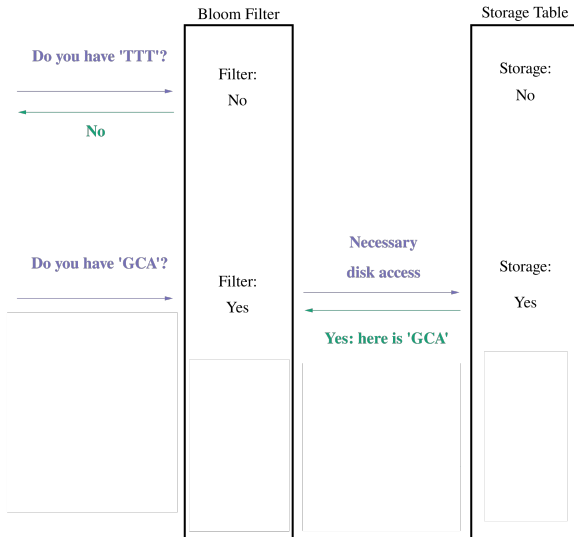 Bloom Filter
Storage Table
Do you have 'TTT'?
Filter:
No
Storage:
No
No
Do you have 'GCA'?
Filter:
Yes
Necessary
disk access
Yes: here is 'GCA'
Storage:
Yes